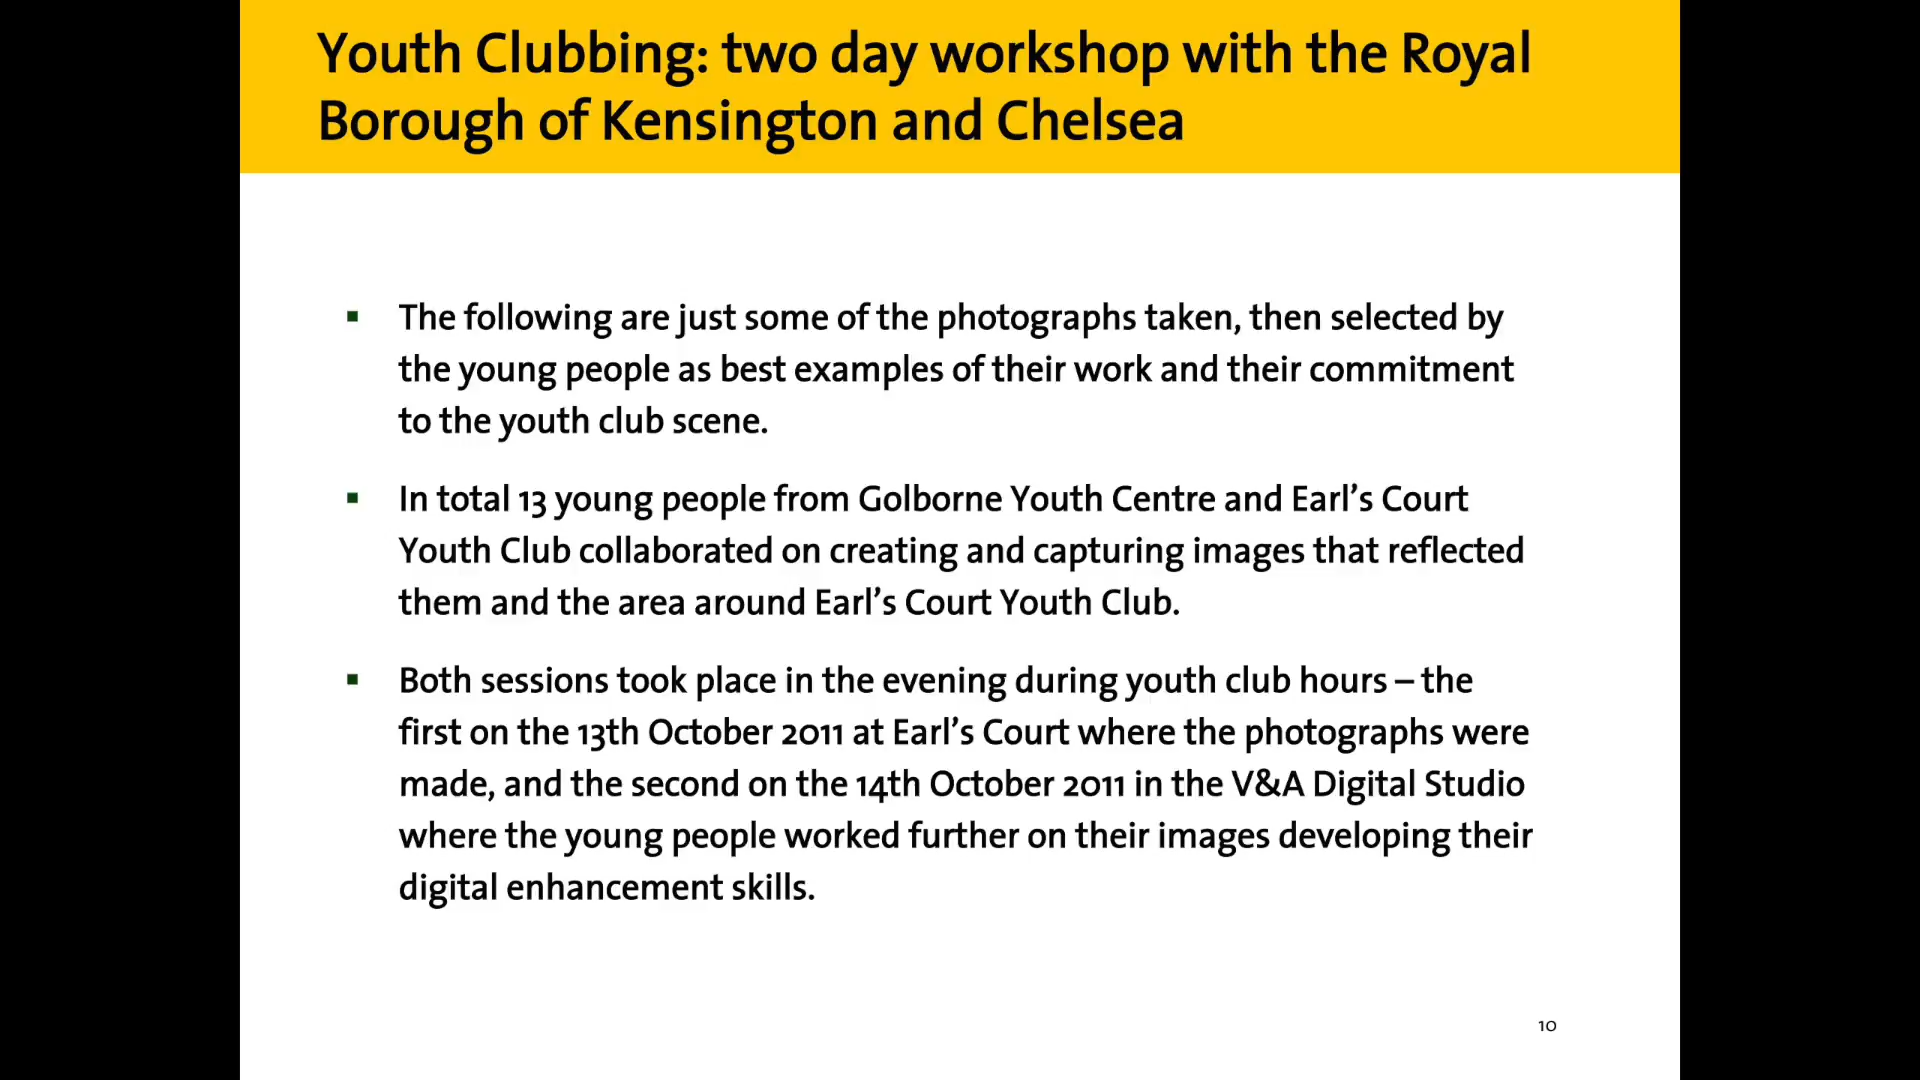 Youth Clubbing: two day workshop with the Royal
Borough of Kensington and Chelsea
▪ The following are just some of the photographs taken, then selected by
the young people as best examples of their work and their commitment
to the youth club scene.
▪ In total 13 young people from Golborne Youth Centre and Earl’s Court
Youth Club collaborated on creating and capturing images that reflected
them and the area around Earl’s Court Youth Club.
▪ Both sessions took place in the evening during youth club hours – the
first on the 13th October 2011 at Earl’s Court where the photographs were
made, and the second on the 14th October 2011 in the V&A Digital Studio
where the young people worked further on their images developing their
digital enhancement skills.
10